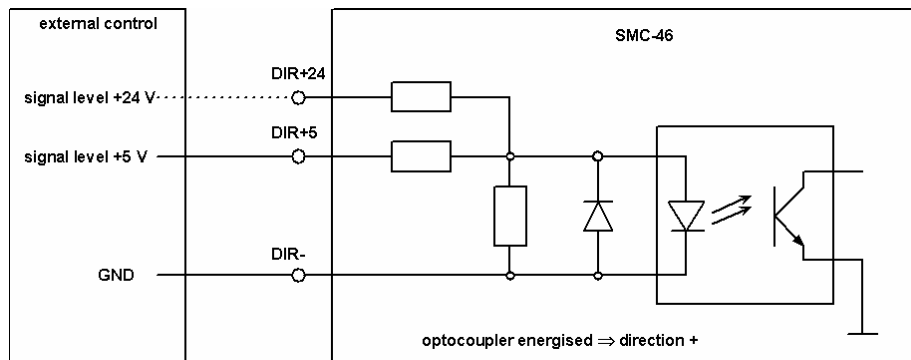 external control
SMC-46
DIR+24
signal level +24 V
DIR+5
signal level +5 V
DIR-
GND
optocoupler energised ⇒ direction +